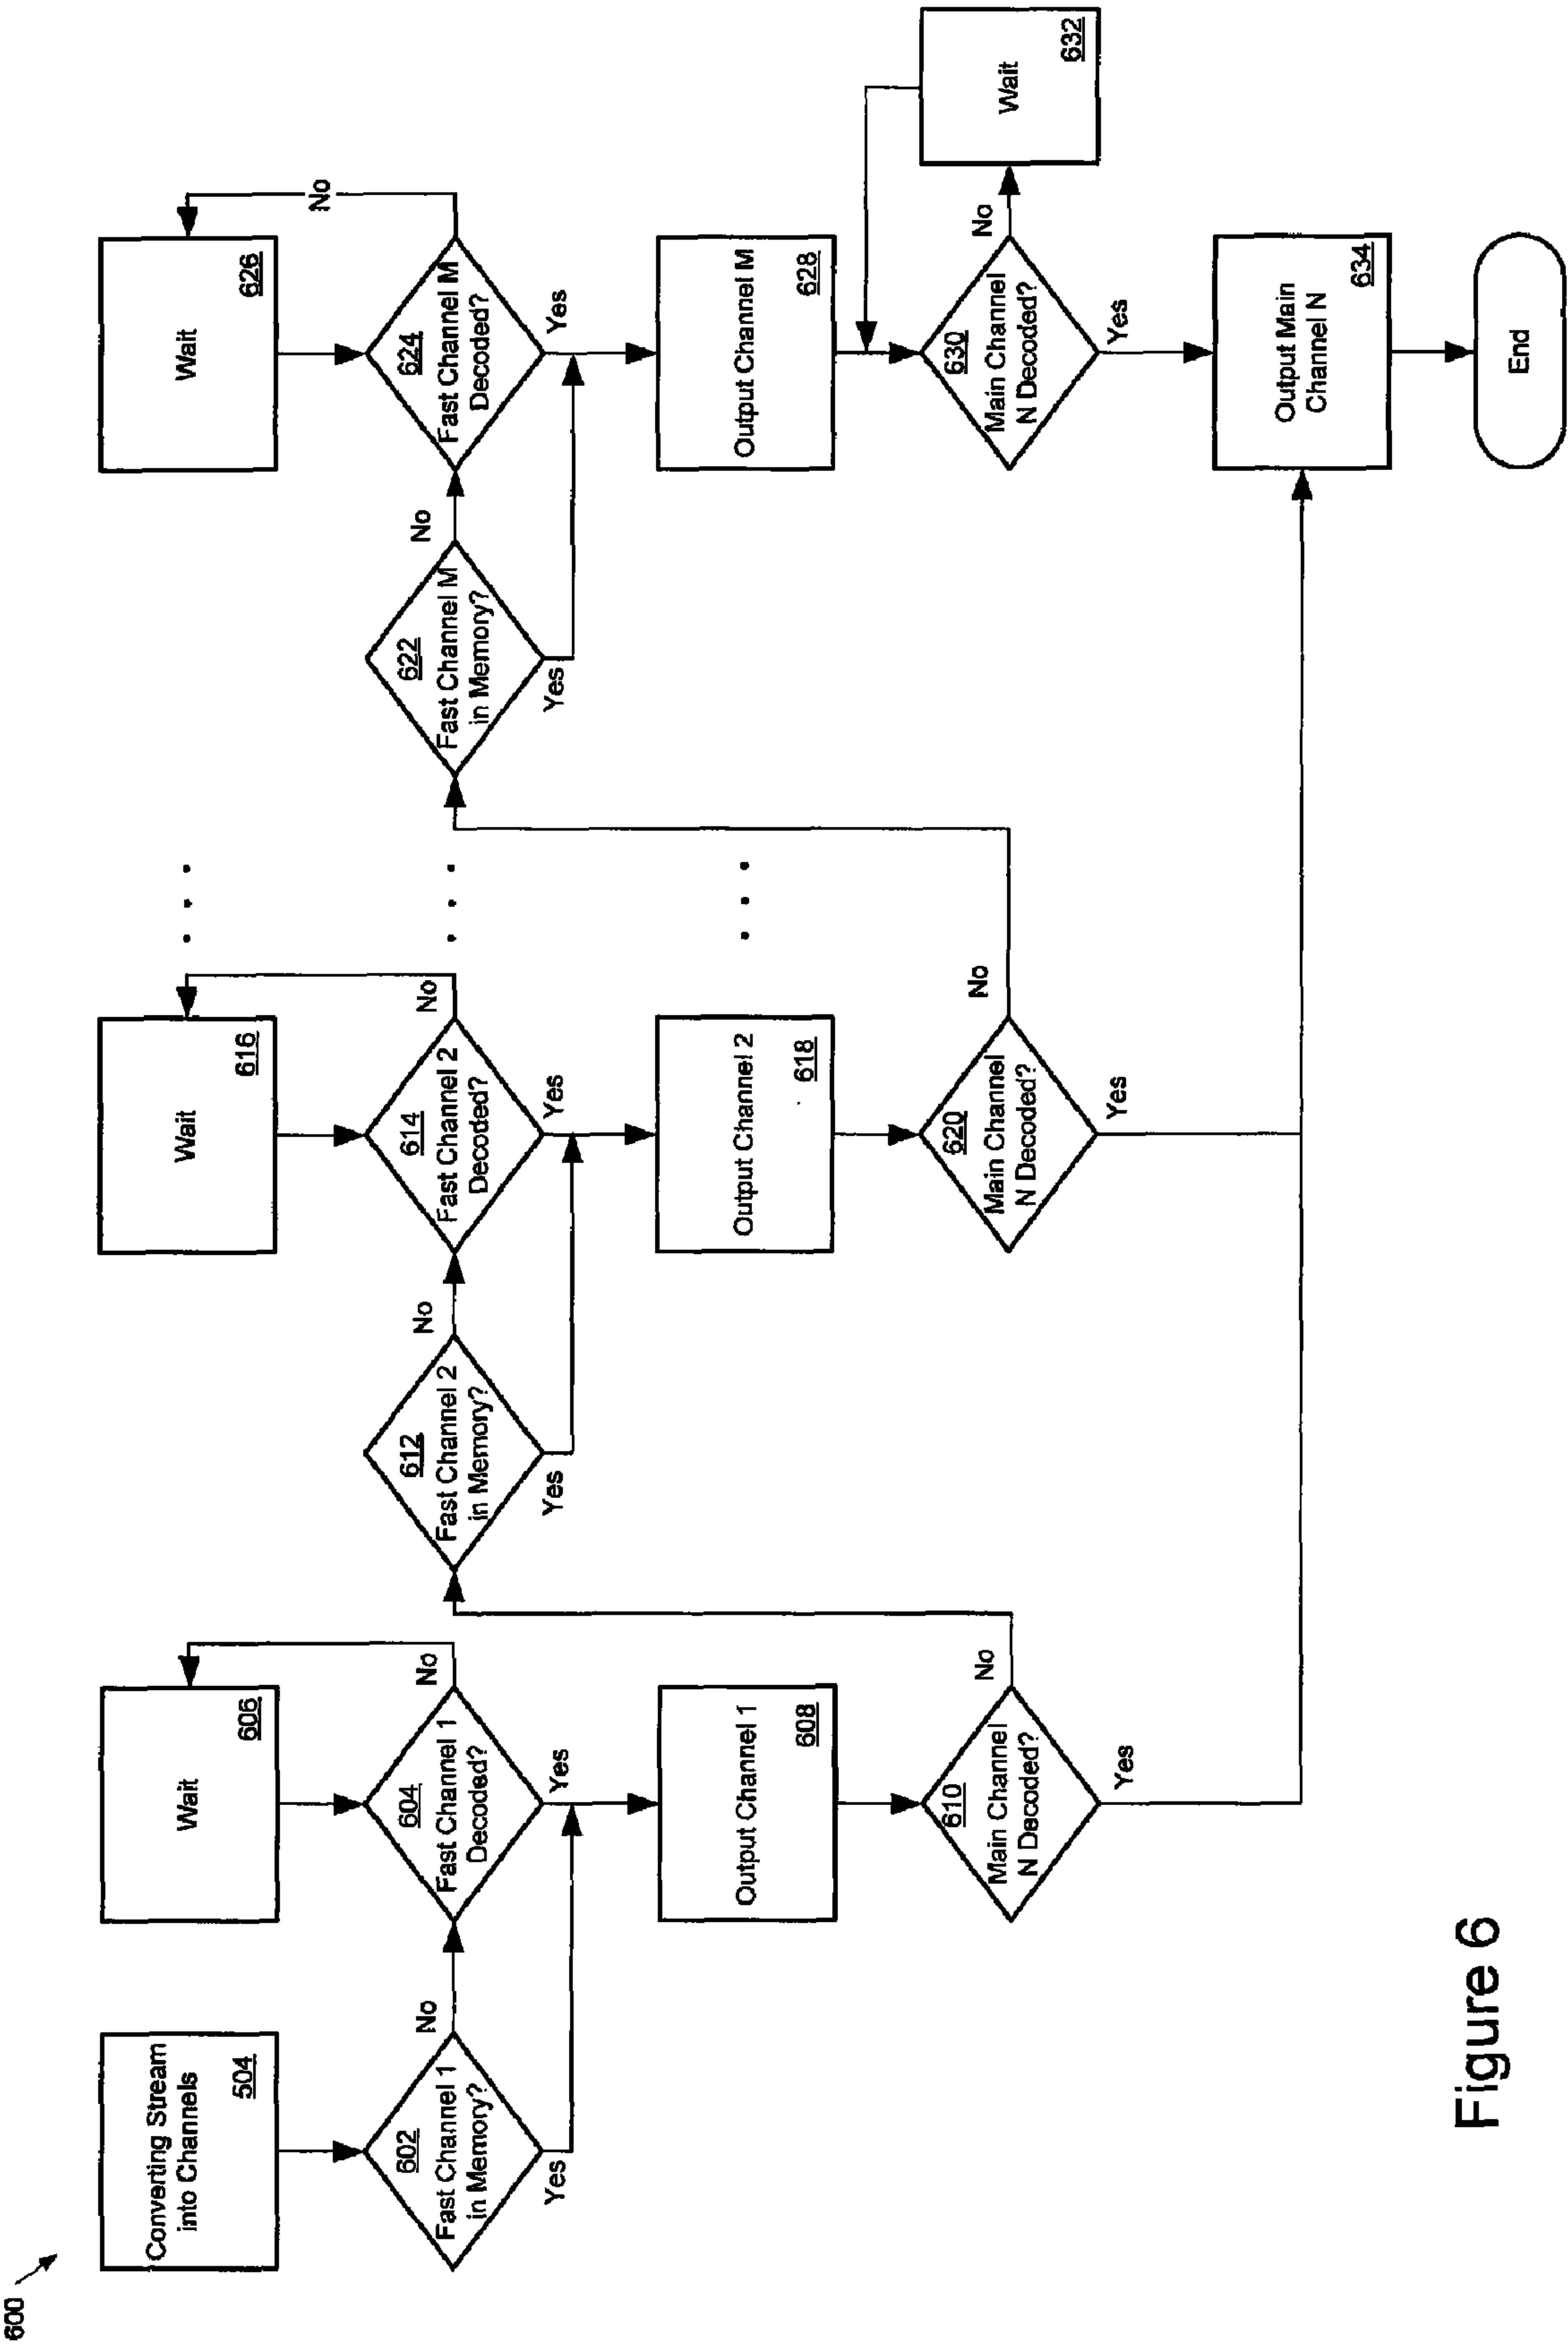 600
Converting Stream
into Channels
504
602
Fast Channel 1
in Memory?
No
Yes
Wait
606
604
Fast Channel 1
Decoded?
No
Yes
Output Channel 1
608
610
Main Channel
N Decoded?
No
Yes
612
Fast Channel 2
in Memory?
No
Yes
Wait
616
614
Fast Channel 2
Decoded?
No
Yes
Output Channel 2
618
620
Main Channel
N Decoded?
No
Yes
. . .
. . .
. . .
622
Fast Channel M
in Memory?
No
Yes
Wait
626
624
Fast Channel M
Decoded?
No
Yes
Output Channel M
628
630
Main Channel
N Decoded?
No
Yes
Wait
632
Output Main
Channel N
634
End
Figure 6